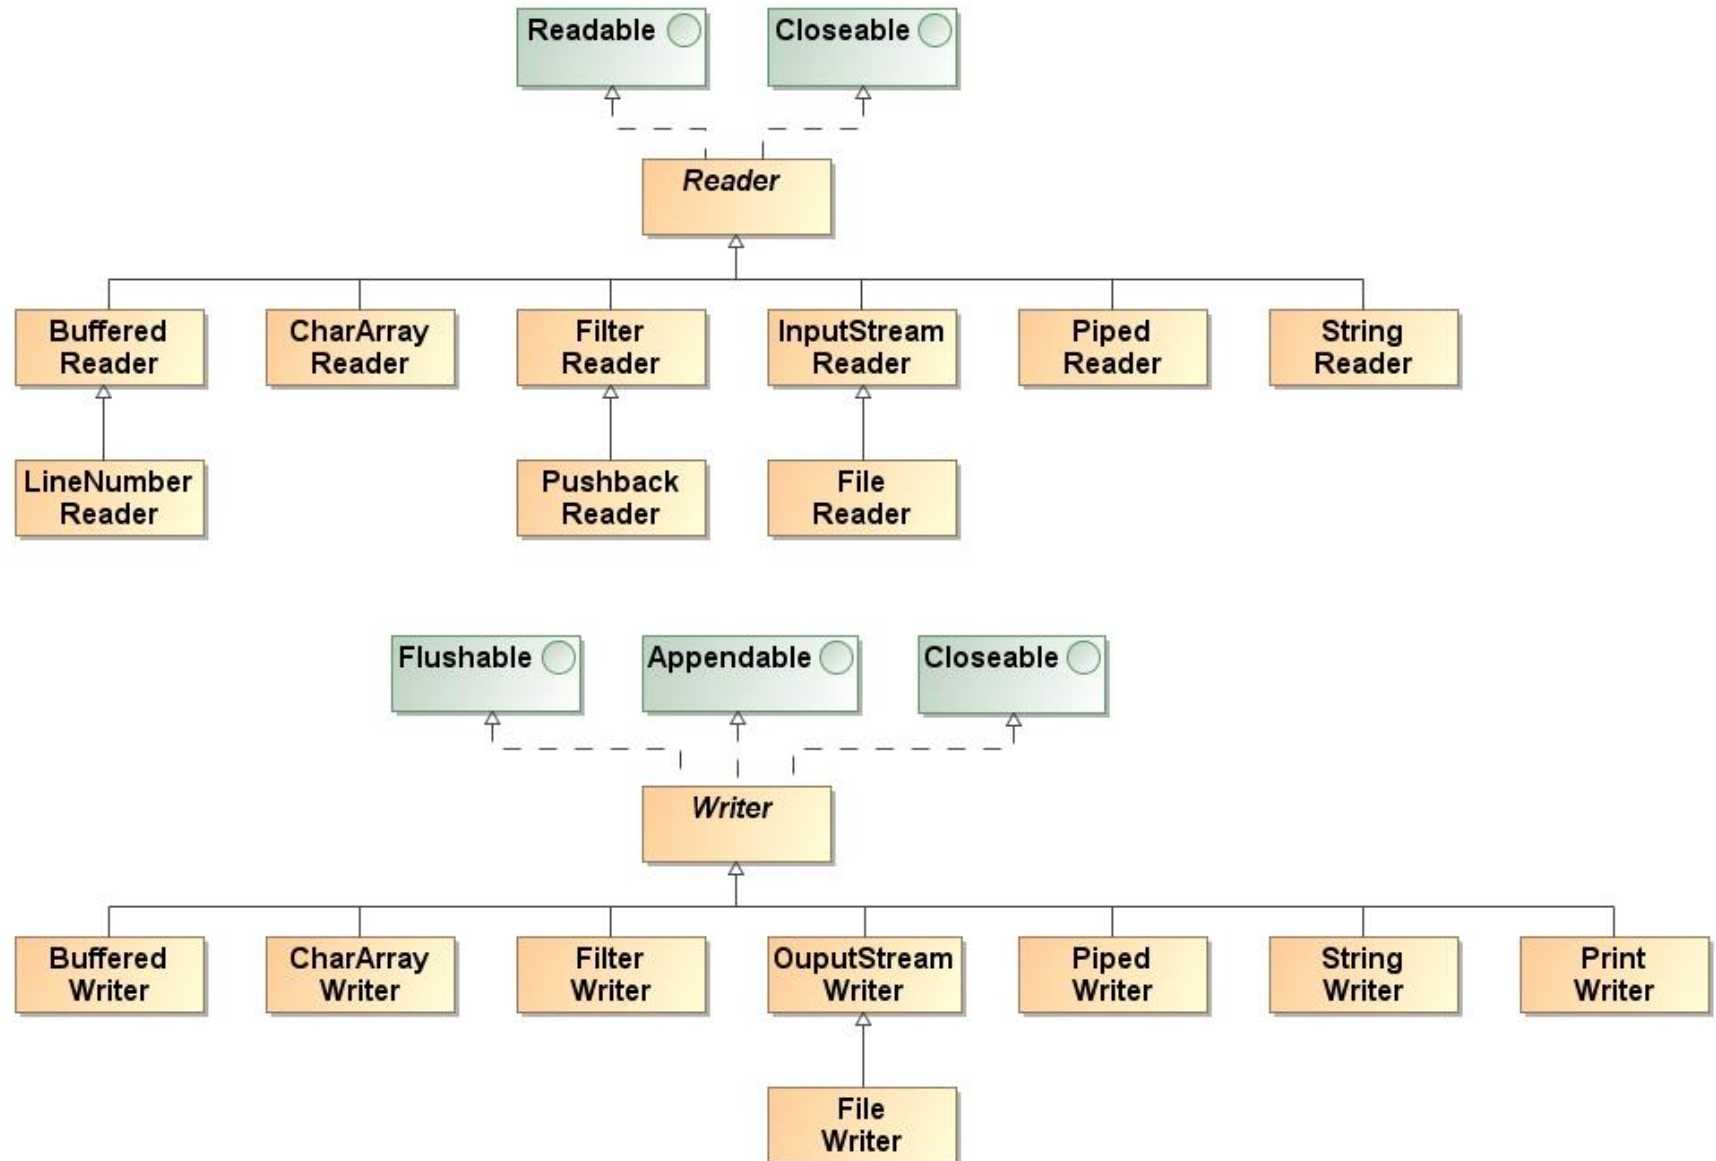 Readable
Closeable
Reader
Buffered
Reader
CharArray
Reader
Filter
Reader
InputStream
Reader
Piped
Reader
String
Reader
LineNumber
Reader
Pushback
Reader
File
Reader
Flushable
Appendable
Closeable
Writer
Buffered
Writer
CharArray
Writer
Filter
Writer
OuputStream
Writer
Piped
Writer
String
Writer
Print
Writer
File
Writer